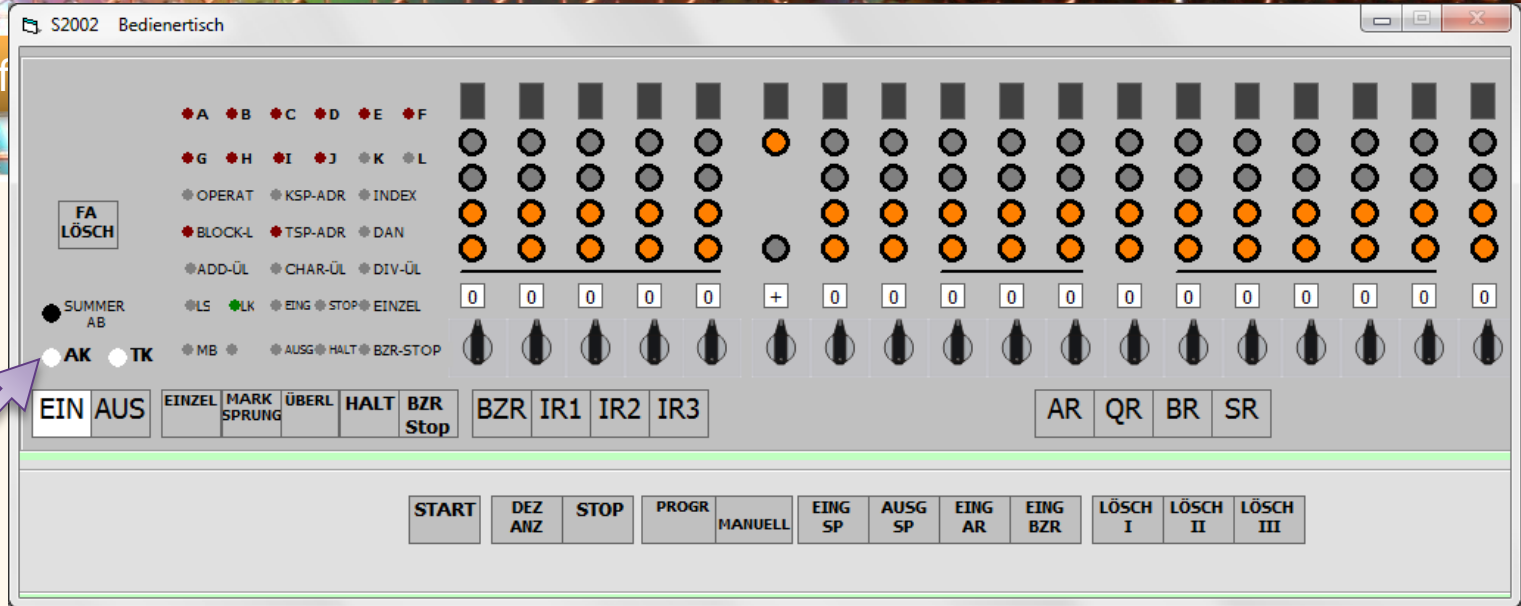 S2002 Bedienertisch
A B C D E F
G H I J K L
OPERAT KSP-ADR INDEX
FA
LÖSCH
BLOCK-L TSP-ADR DAN
ADD-ÜL CHAR-ÜL DIV-ÜL
SUMMER
AB
LS LK EING STOP EINZEL
0 0 0 0 0 + 0 0 0 0 0 0 0 0 0 0 0 0
AK TK
MB AUSG HALT BZR-STOP
EIN AUS
EINZEL
MARK
SPRUNG
ÜBERL
HALT
BZR
Stop
BZR IR1 IR2 IR3
AR QR BR SR
START
DEZ
ANZ
STOP
PROGR
MANUELL
EING
SP
AUSG
SP
EING
AR
EING
BZR
LÖSCH
I
LÖSCH
II
LÖSCH
III